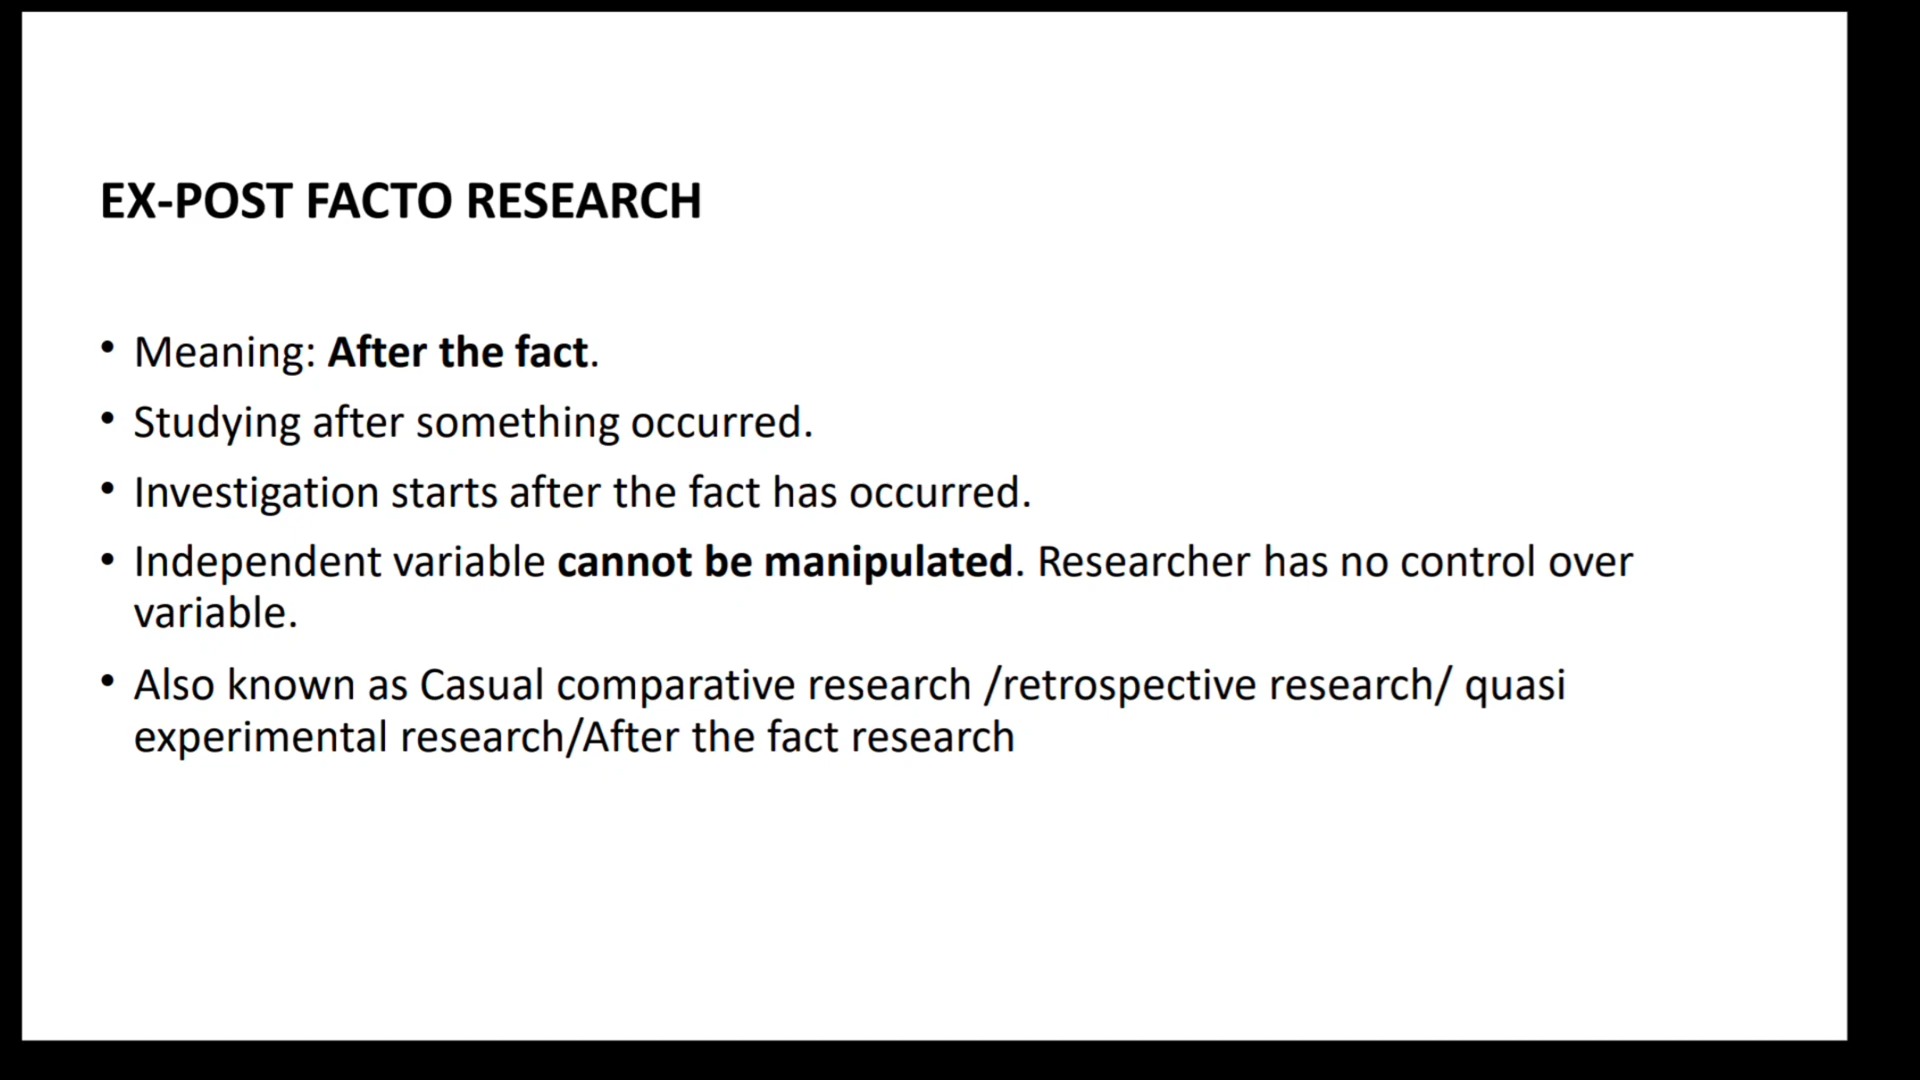 EX-POST FACTO RESEARCH
• Meaning: After the fact.
• Studying after something occurred.
• Investigation starts after the fact has occurred.
• Independent variable cannot be manipulated. Researcher has no control over
variable.
• Also known as Casual comparative research /retrospective research/ quasi
experimental research/After the fact research